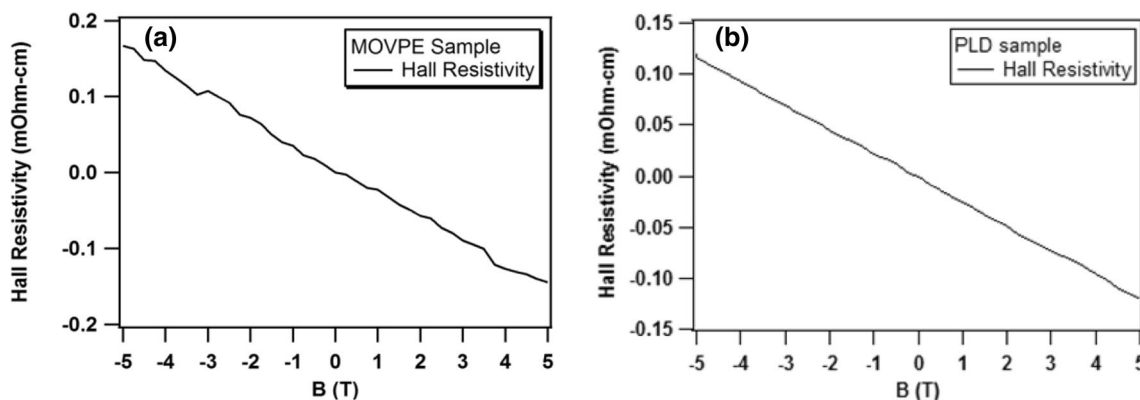 (a)
MOVPE Sample
Hall Resistivity
Hall Resistivity (mOhm-cm)
0.2
0.1
0.0
-0.1
-0.2
-5 -4 -3 -2 -1 0 1 2 3 4 5
B (T)
(b)
PLD sample
Hall Resistivity
Hall Resistivity (mOhm-cm)
0.15
0.10
0.05
0.00
-0.05
-0.10
-0.15
-5 -4 -3 -2 -1 0 1 2 3 4 5
B (T)